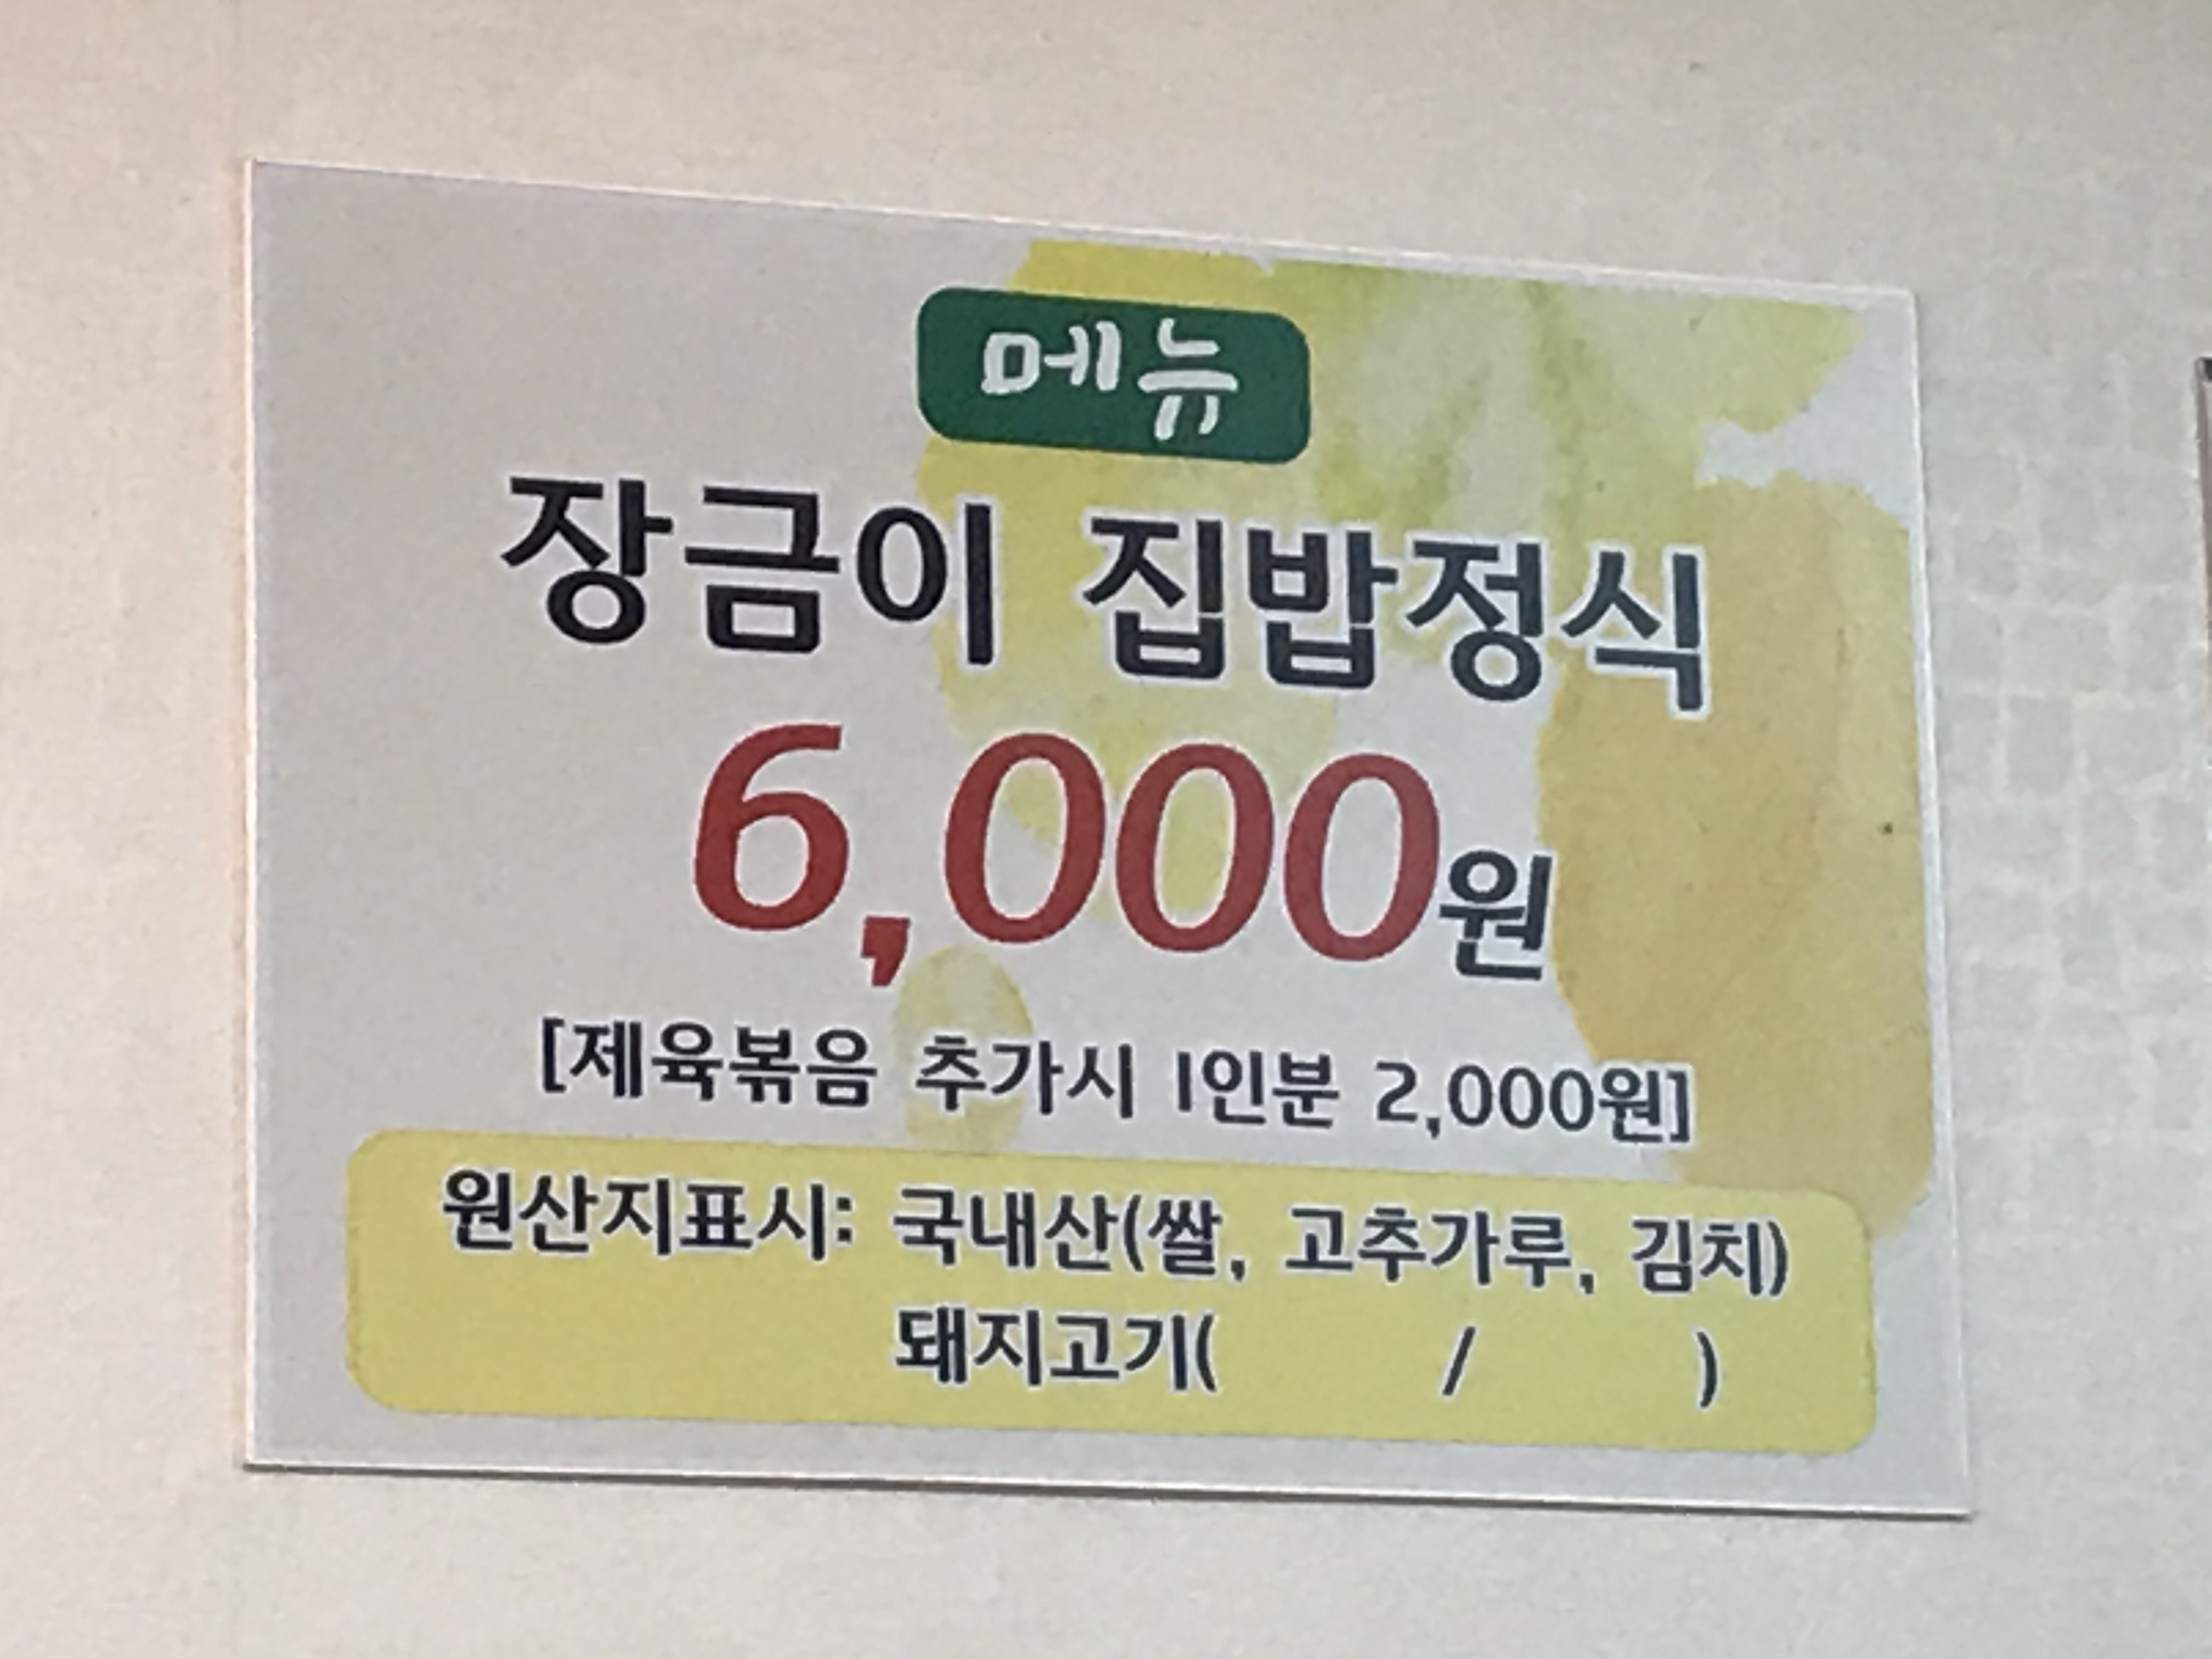 메뉴
장금이 집밥정식
6,000원
[제육볶음 추가시 1인분 2,000원]
원산지표시: 국내산(쌀, 고추가루, 김치)
돼지고기( / )